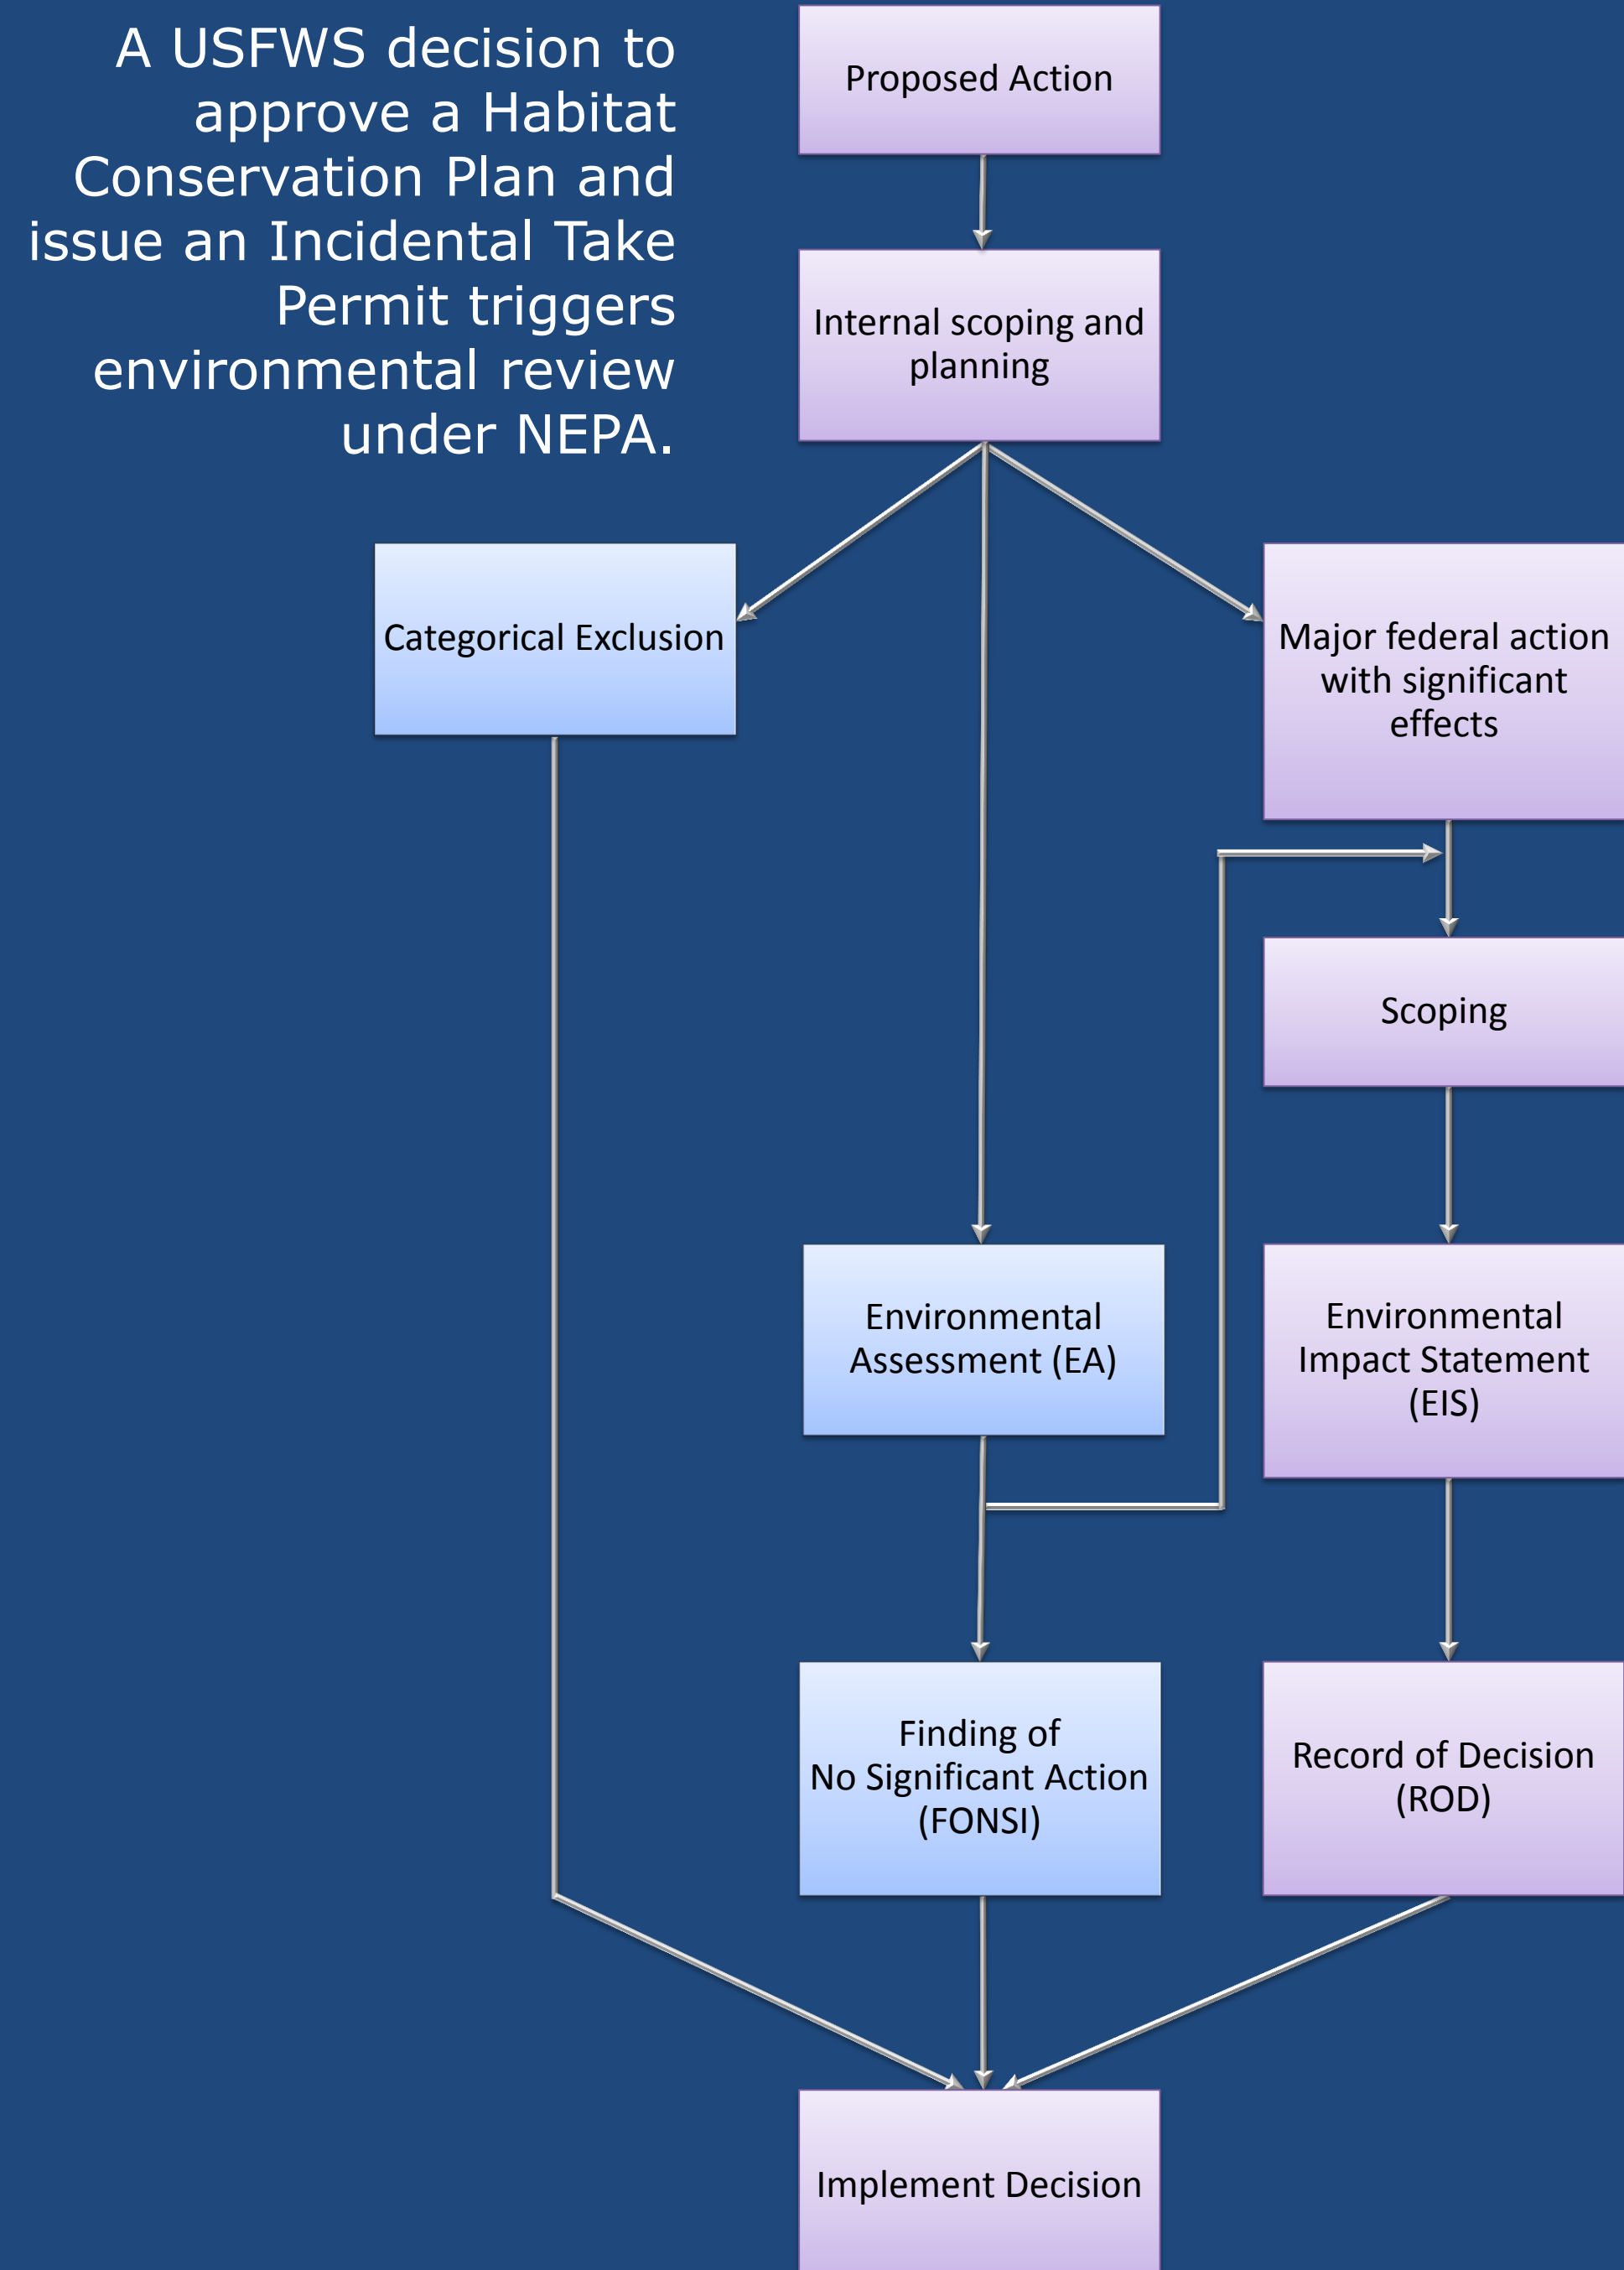 A USFWS decision to
approve a Habitat
Conservation Plan and
issue an Incidental Take
Permit triggers
environmental review
under NEPA.
Proposed Action
Internal scoping and
planning
Categorical Exclusion
Major federal action
with significant
effects
Scoping
Environmental
Assessment (EA)
Environmental
Impact Statement
(EIS)
Finding of
No Significant Action
(FONSI)
Record of Decision
(ROD)
Implement Decision